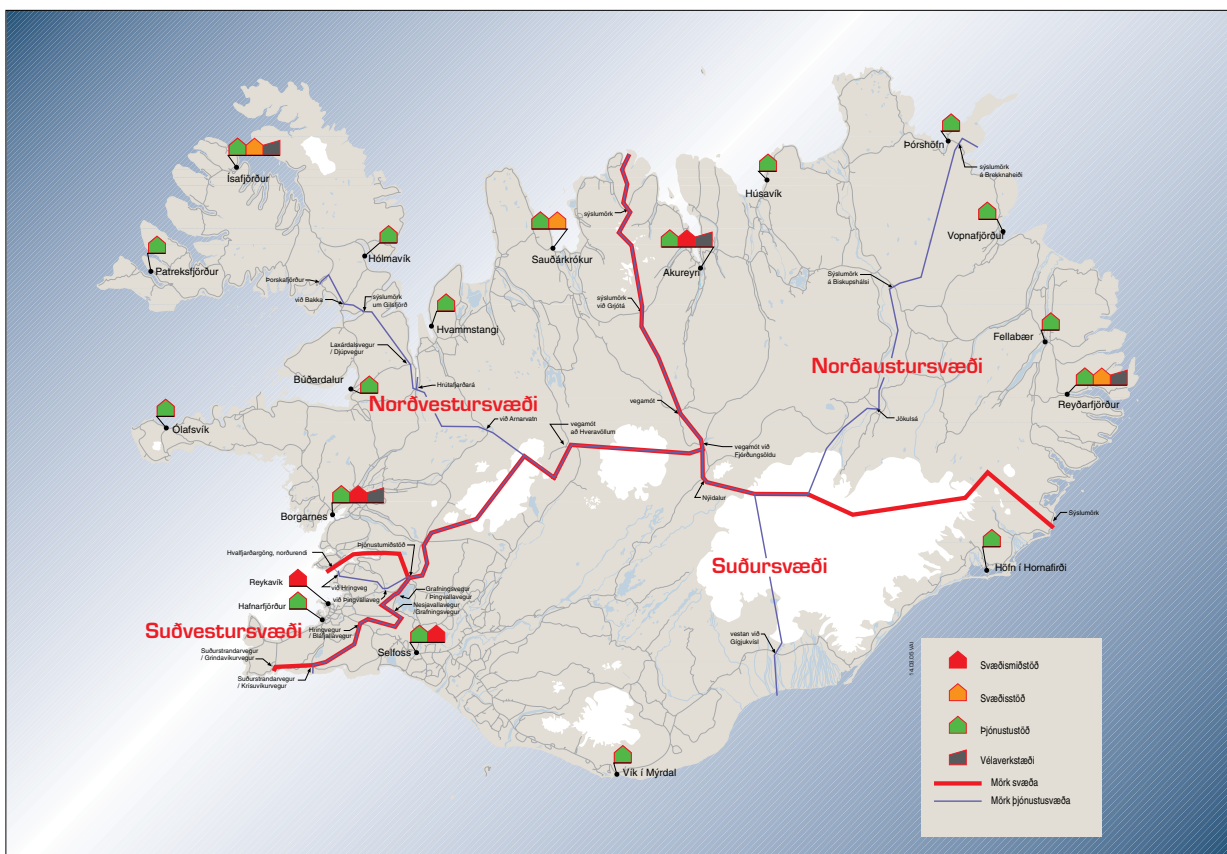 Þórshöfn
sýslumörk
á Brekknaheiði
Ísafjörður
Húsavík
Vopnafjörður
sýslumörk
Sauðárkrókur
Akureyri
Hólmavík
Patreksfjörður
Þorskafjörður
við Bakka
sýslumörk
um Gilsfjörð
Sýslumörk
á Biskupshálsi
sýslumörk
við Grjótá
Hvammstangi
Fellabær
Laxárdalsvegur
/ Djúpvegur
Norðaustursvæði
Búðardalur
Hrútafjarðará
Reyðarfjörður
Norðvestursvæði
vegamót
Jökulsá
við Arnarvatn
Ólafsvík
vegamót
að Hveravöllum
vegamót við
Fjórðungsöldu
Nýidalur
Borgarnes
Sýslumörk
Þjónustumiðstöð
Hvalfjarðargöng, norðurendi
Suðursvæði
Höfn í Hornafirði
Reykavík
við Hringveg
við Þingvallaveg
Grafningsvegur
/ Þingvallavegur
Nesjavallavegur
/Grafningsvegur
Hafnarfjörður
Hringvegur
/ Bláfjallavegur
Suðvestursvæði
vestan við
Gígjukvísl
Selfoss
Suðurstrandarvegur
/ Grindavíkurvegur
Suðurstrandarvegur
/ Krísuvíkurvegur
Vík í Mýrdal
Svæðismiðstöð
Svæðisstöð
Þjónustustöð
Vélaverkstæði
Mörk svæða
Mörk þjónustusvæða